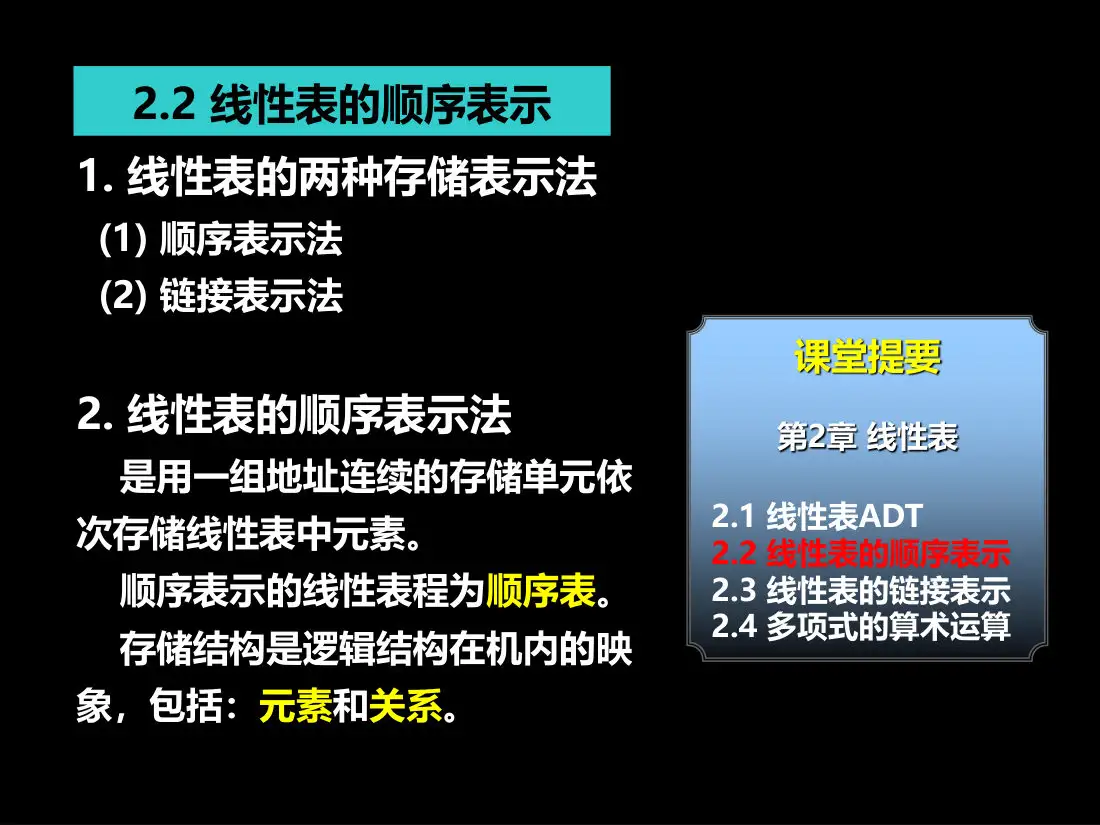 2.2 线性表的顺序表示
1. 线性表的两种存储表示法
(1) 顺序表示法
(2) 链接表示法
2. 线性表的顺序表示法
是用一组地址连续的存储单元依
次存储线性表中元素。
顺序表示的线性表程为顺序表。
存储结构是逻辑结构在机内的映
象，包括：元素和关系。
课堂提要
第2章 线性表
2.1 线性表ADT
2.2 线性表的顺序表示
2.3 线性表的链接表示
2.4 多项式的算术运算